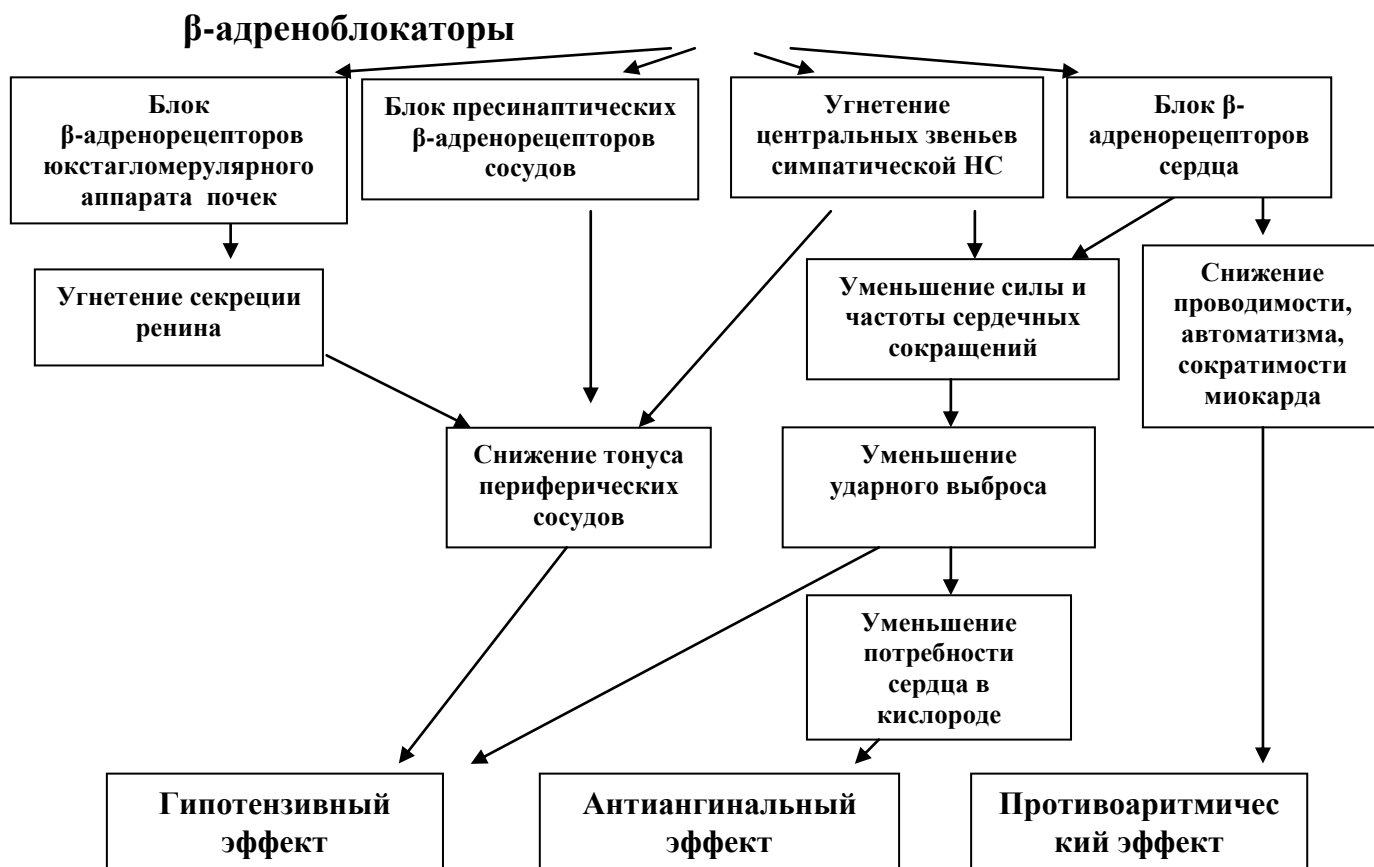 β-адреноблокаторы
Блок
β-адренорецепторов
юкстагломерулярного
аппарата почек
Блок пресинаптических
β-адренорецепторов
сосудов
Угнетение
центральных звеньев
симпатической НС
Блок β-
адренорецепторов
сердца
Угнетение секреции
ренина
Уменьшение силы и
частоты сердечных
сокращений
Снижение
проводимости,
автоматизма,
сократимости
миокарда
Снижение тонуса
периферических
сосудов
Уменьшение
ударного выброса
Уменьшение
потребности
сердца в
кислороде
Гипотензивный
эффект
Антиангинальный
эффект
Противоаритмичес
кий эффект